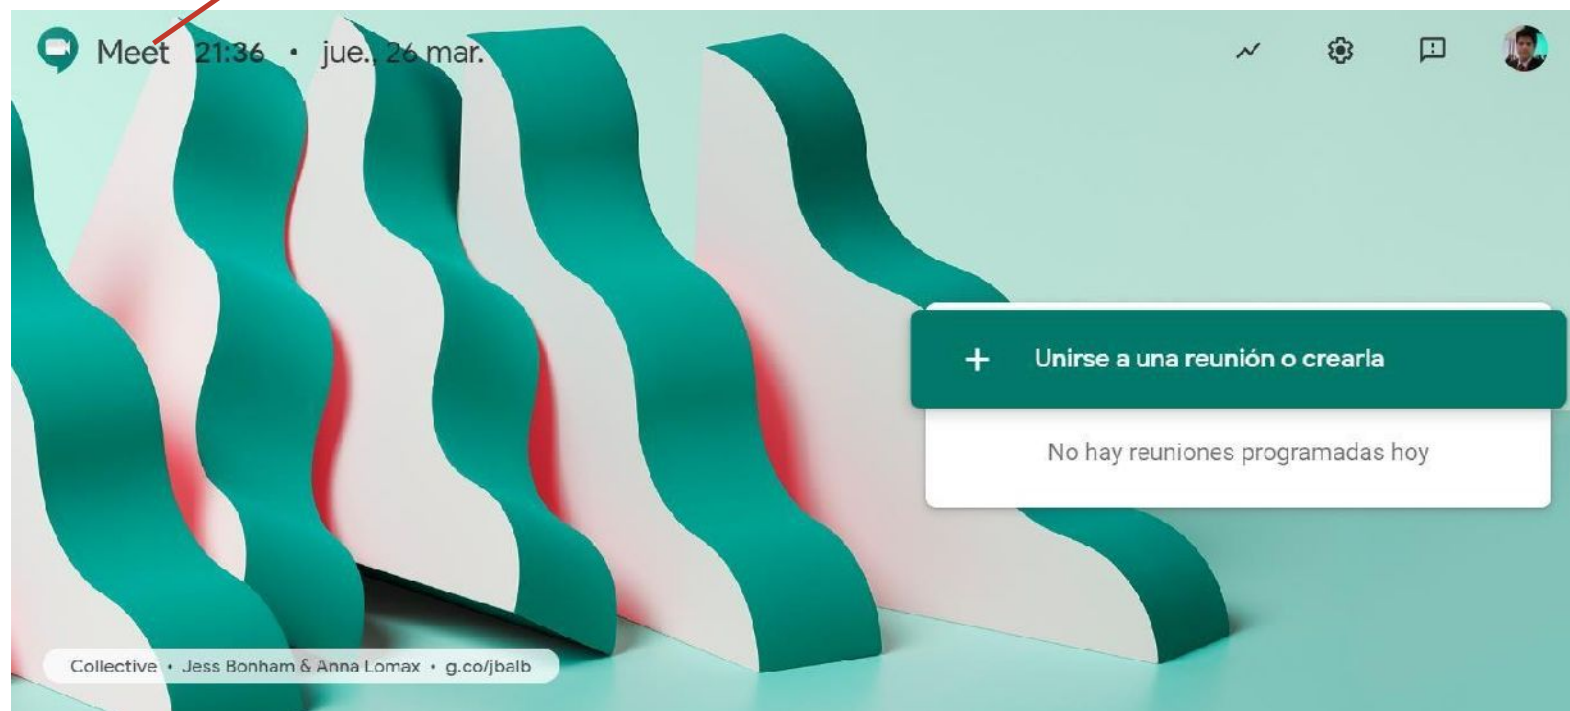 Meet 21:36 • jue., 26 mar.
+ Unirse a una reunión o crearla
No hay reuniones programadas hoy
Collective • Jess Bonham & Anna Lomax • g.co/jbalb